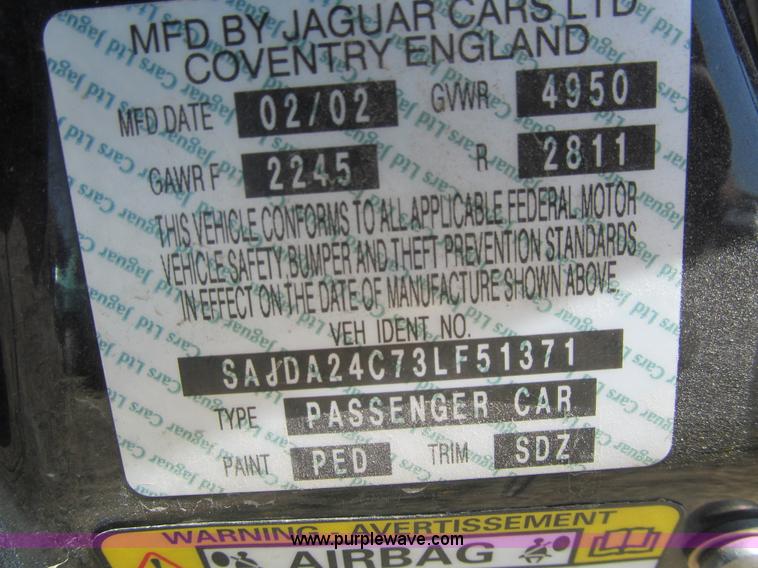 MFD BY JAGUAR CARS LTD
COVENTRY ENGLAND
MFD DATE 02/02 GVWR 4950
GAWR F 2245 R 2811
THIS VEHICLE CONFORMS TO ALL APPLICABLE FEDERAL MOTOR
VEHICLE SAFETY, BUMPER AND THEFT PREVENTION STANDARDS
IN EFFECT ON THE DATE OF MANUFACTURE SHOWN ABOVE.
VEH IDENT NO.
SAJDA24C73LF51371
TYPE PASSENGER CAR
PAINT PED TRIM SDZ
WARNING - AVERTISSEMENT
www.purplewave.com
AIRBAG